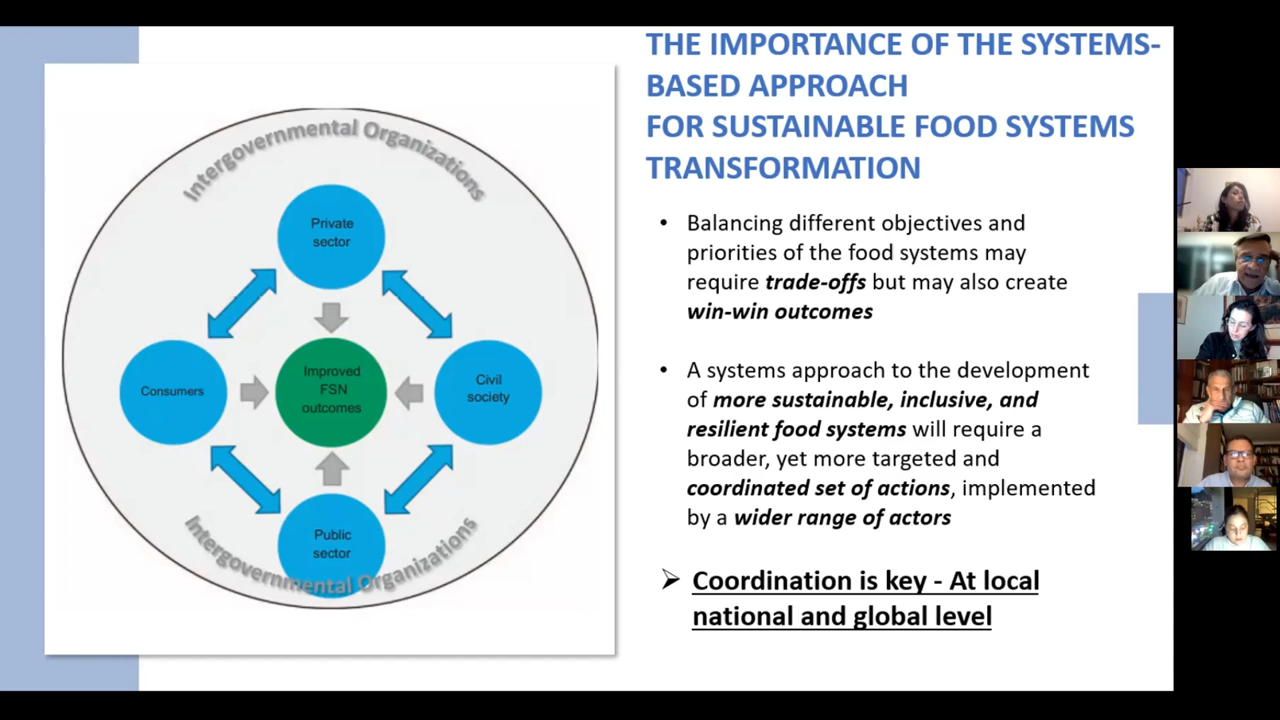 THE IMPORTANCE OF THE SYSTEMS-
BASED APPROACH
FOR SUSTAINABLE FOOD SYSTEMS
TRANSFORMATION
Intergovernmental Organizations
Private
sector
Consumers
Improved
FSN
outcomes
Civil
society
Public
sector
Intergovernmental Organizations
• Balancing different objectives and
priorities of the food systems may
require trade-offs but may also create
win-win outcomes
• A systems approach to the development
of more sustainable, inclusive, and
resilient food systems will require a
broader, yet more targeted and
coordinated set of actions, implemented
by a wider range of actors
➢ Coordination is key - At local
national and global level